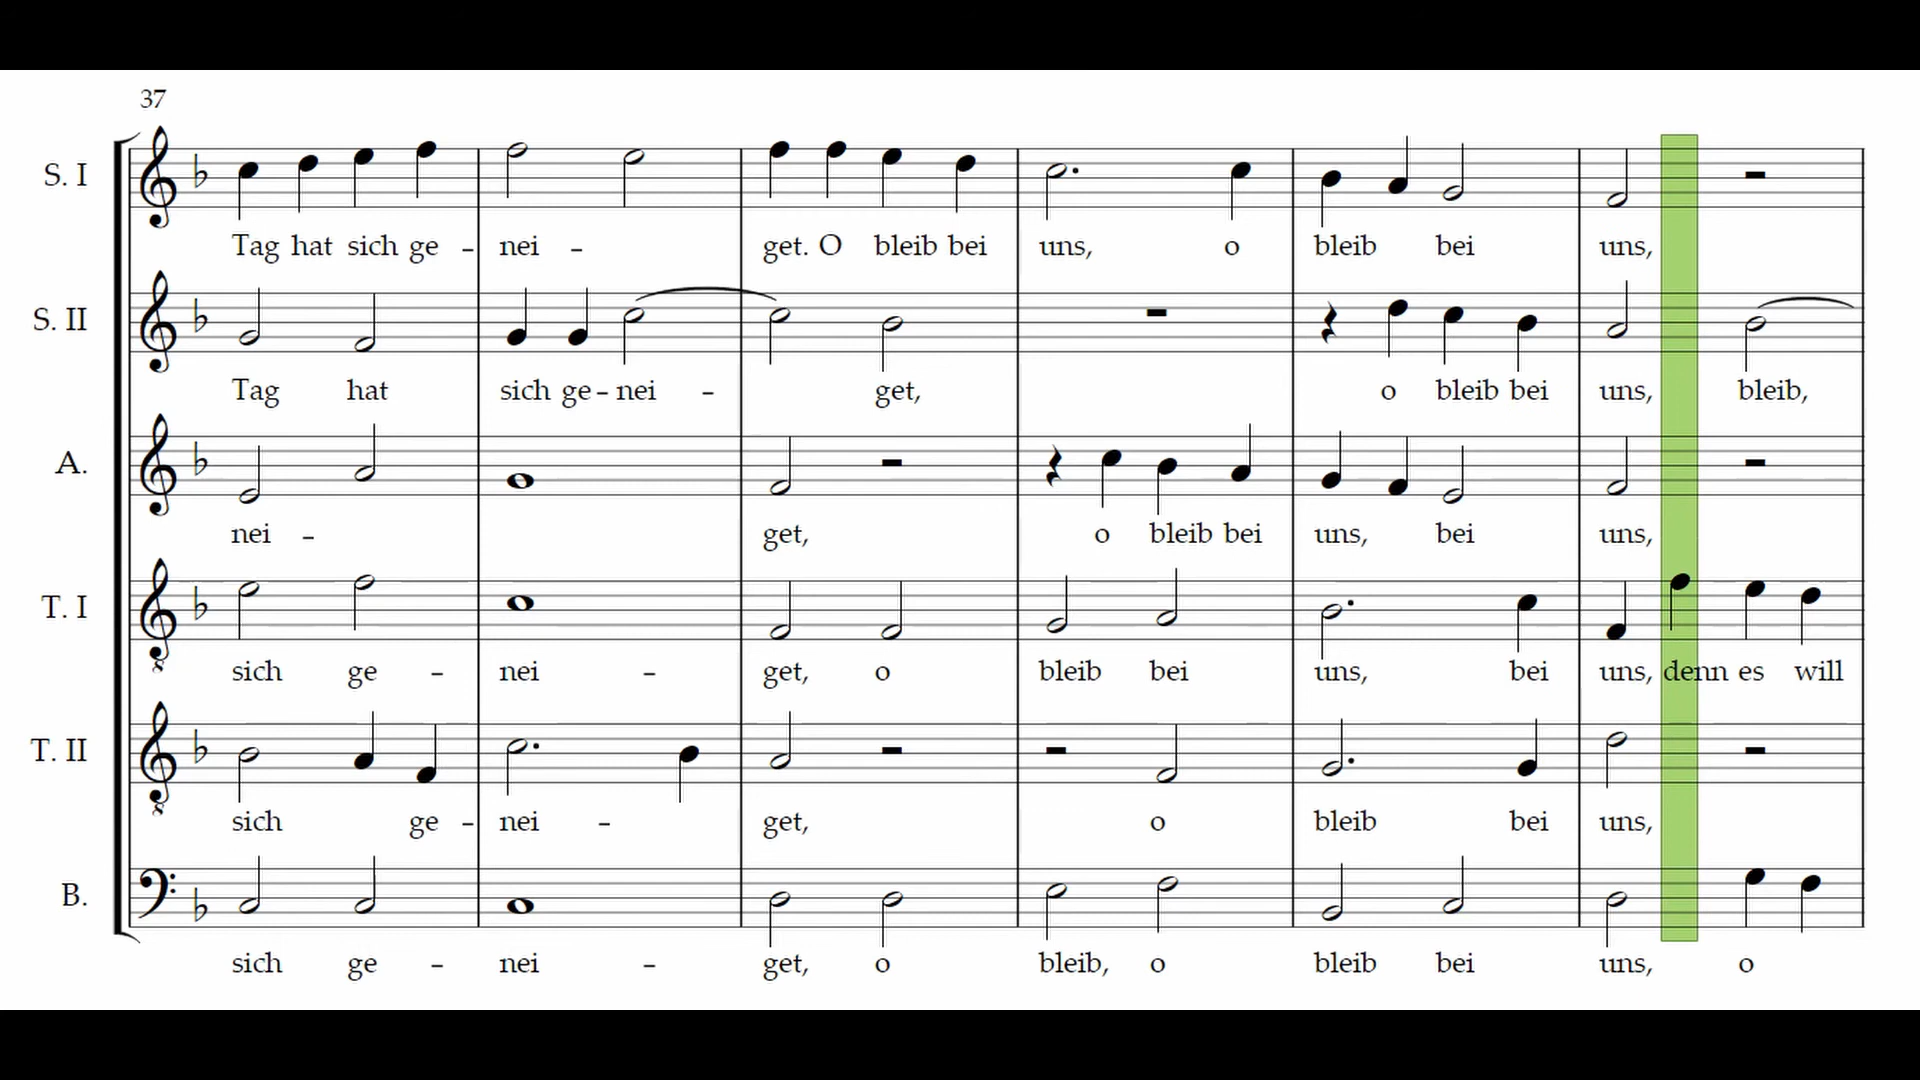 37
S. I
Tag hat sich ge - nei - get. O bleib bei uns, o bleib bei uns,
S. II
Tag hat sich ge - nei - get, o bleib bei uns, bleib,
A.
nei - get, o bleib bei uns, bei uns,
T. I
sich ge - nei - get, o bleib bei uns, bei uns, denn es will
T. II
sich ge - nei - get, o bleib bei uns,
B.
sich ge - nei - get, o bleib, o bleib bei uns, o